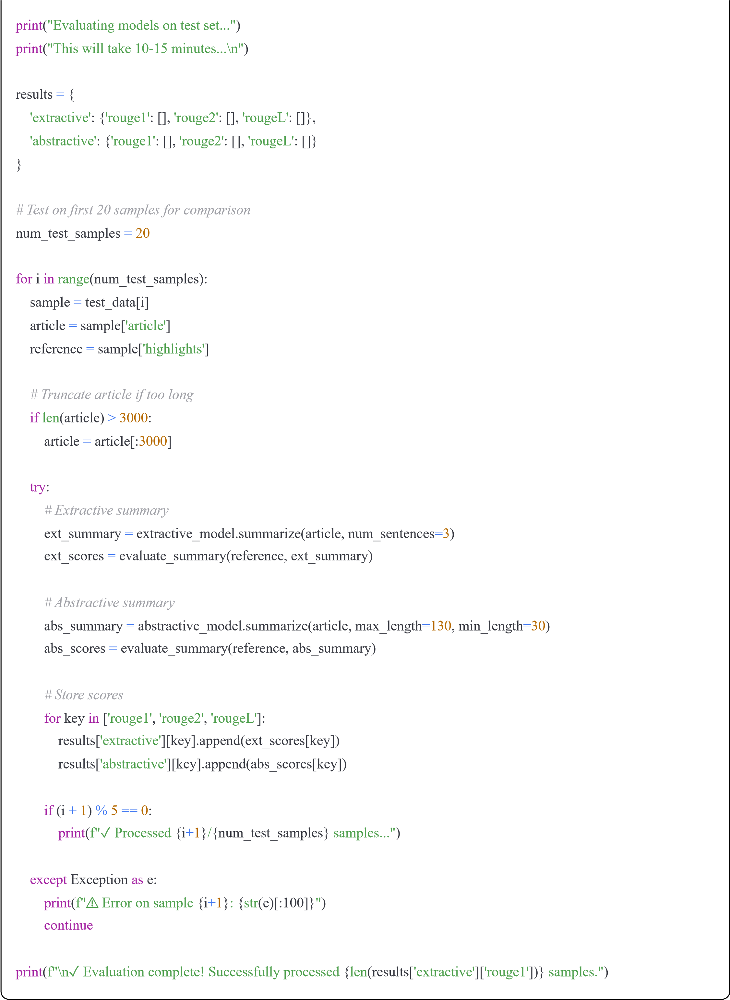 print("Evaluating models on test set...")
print("This will take 10-15 minutes...\n")

results = {
    'extractive': {'rouge1': [], 'rouge2': [], 'rougeL': []},
    'abstractive': {'rouge1': [], 'rouge2': [], 'rougeL': []}
}

# Test on first 20 samples for comparison
num_test_samples = 20

for i in range(num_test_samples):
    sample = test_data[i]
    article = sample['article']
    reference = sample['highlights']

    # Truncate article if too long
    if len(article) > 3000:
        article = article[:3000]

    try:
        # Extractive summary
        ext_summary = extractive_model.summarize(article, num_sentences=3)
        ext_scores = evaluate_summary(reference, ext_summary)

        # Abstractive summary
        abs_summary = abstractive_model.summarize(article, max_length=130, min_length=30)
        abs_scores = evaluate_summary(reference, abs_summary)

        # Store scores
        for key in ['rouge1', 'rouge2', 'rougeL']:
            results['extractive'][key].append(ext_scores[key])
            results['abstractive'][key].append(abs_scores[key])

        if (i + 1) % 5 == 0:
            print(f"✓ Processed {i+1}/{num_test_samples} samples...")

    except Exception as e:
        print(f"⚠ Error on sample {i+1}: {str(e)[:100]}")
        continue

print(f"\n✓ Evaluation complete! Successfully processed {len(results['extractive']['rouge1'])} samples.")